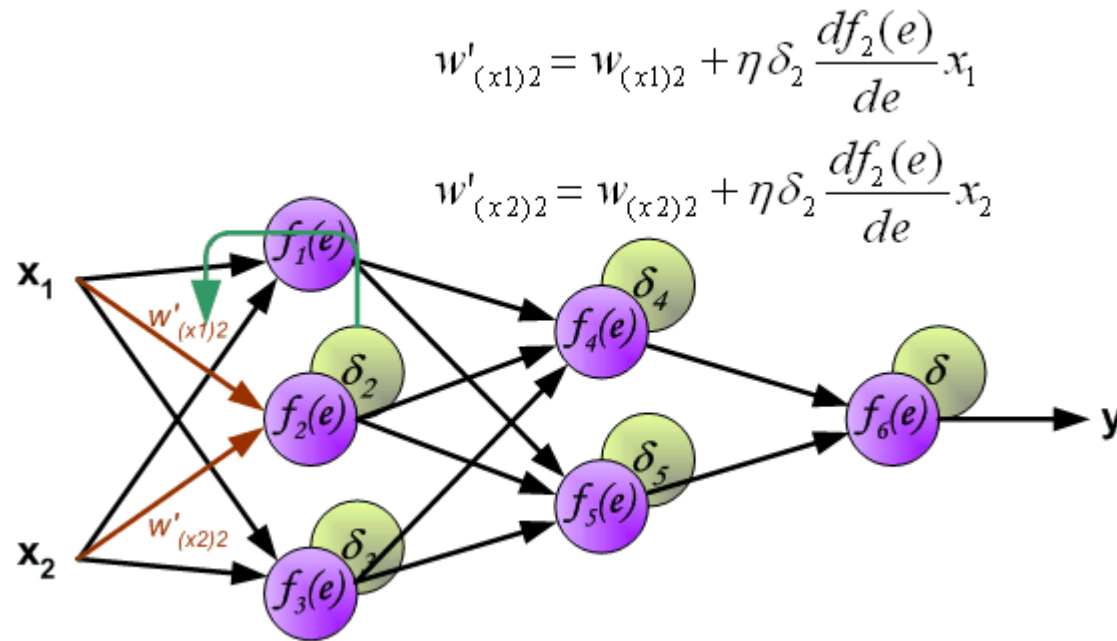 w'₍ₓ₁₎₂ = w₍ₓ₁₎₂ + η δ₂ df₂(e)/de x₁
w'₍ₓ₂₎₂ = w₍ₓ₂₎₂ + η δ₂ df₂(e)/de x₂
f₁(e)
x₁
w'₍ₓ₁₎₂
δ₄
f₄(e)
δ₂
f₂(e)
δ
f₆(e)
y
δ₅
f₅(e)
w'₍ₓ₂₎₂
x₂
δ₃
f₃(e)